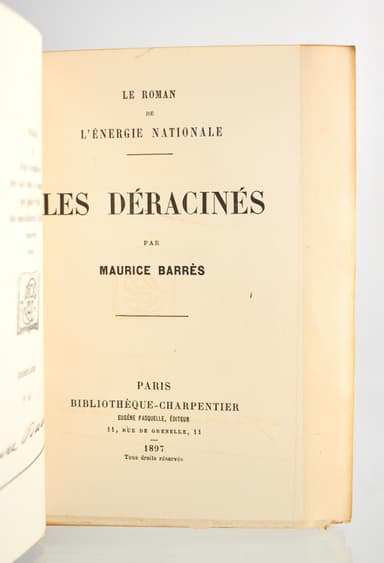 LE ROMAN
DE
L'ÉNERGIE NATIONALE
LES DÉRACINÉS
PAR
MAURICE BARRÈS
PARIS
BIBLIOTHÈQUE-CHARPENTIER
EUGÈNE FASQUELLE, ÉDITEUR
11, RUE DE GRENELLE, 11
1897
Tous droits réservés